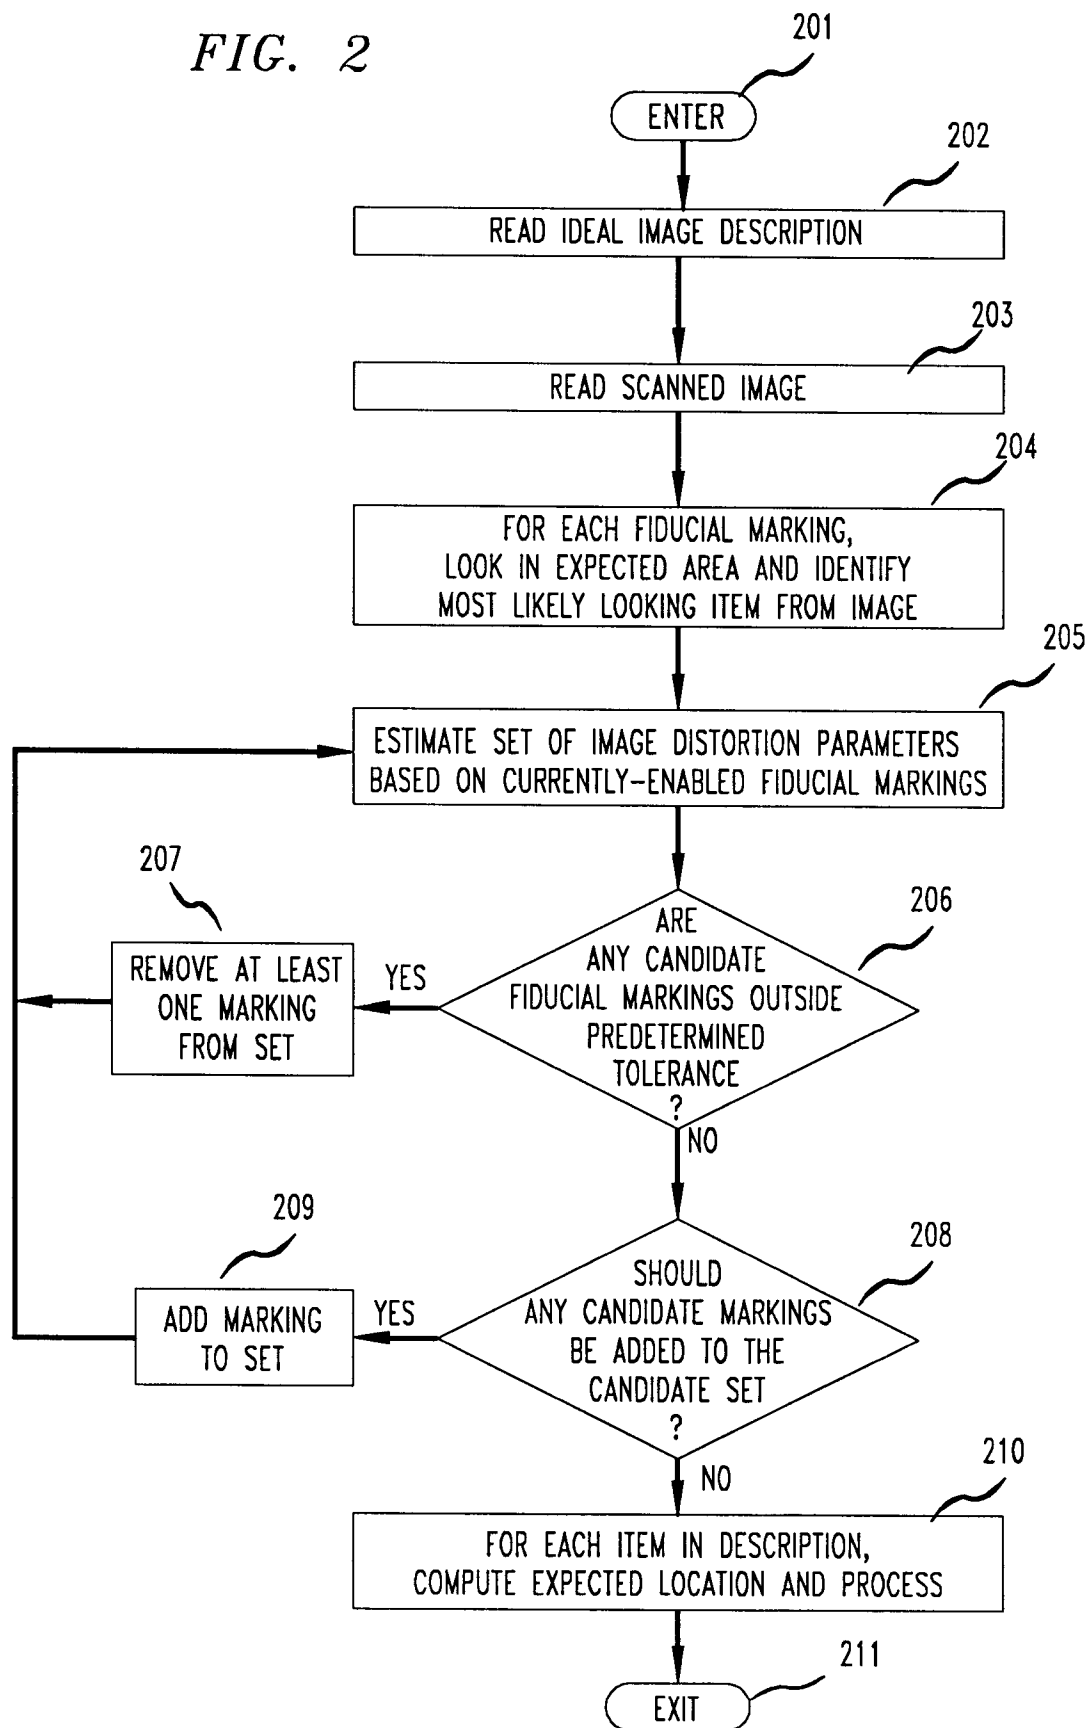 FIG. 2
201
ENTER
202
READ IDEAL IMAGE DESCRIPTION
203
READ SCANNED IMAGE
204
FOR EACH FIDUCIAL MARKING,
LOOK IN EXPECTED AREA AND IDENTIFY
MOST LIKELY LOOKING ITEM FROM IMAGE
205
ESTIMATE SET OF IMAGE DISTORTION PARAMETERS
BASED ON CURRENTLY-ENABLED FIDUCIAL MARKINGS
206
ARE
ANY CANDIDATE
FIDUCIAL MARKINGS OUTSIDE
PREDETERMINED
TOLERANCE
?
YES
207
REMOVE AT LEAST
ONE MARKING
FROM SET
NO
208
SHOULD
ANY CANDIDATE MARKINGS
BE ADDED TO THE
CANDIDATE SET
?
YES
209
ADD MARKING
TO SET
NO
210
FOR EACH ITEM IN DESCRIPTION,
COMPUTE EXPECTED LOCATION AND PROCESS
211
EXIT